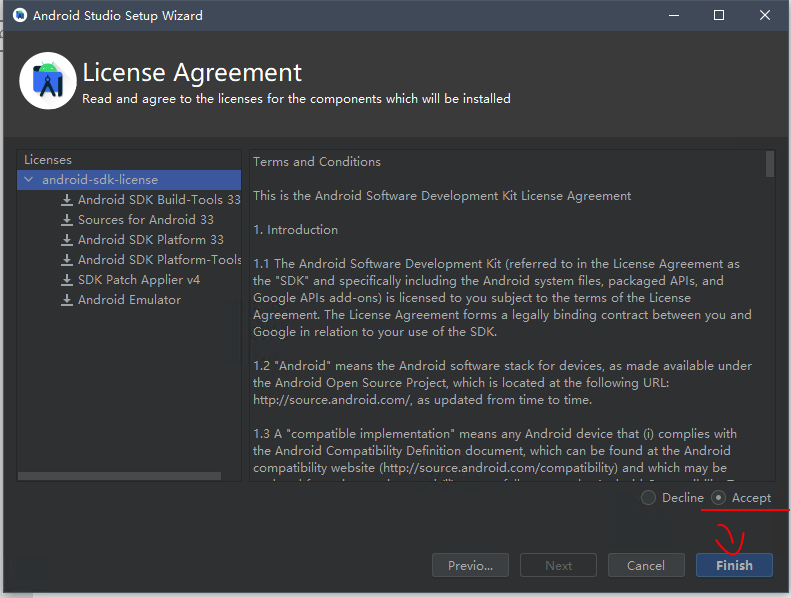 Android Studio Setup Wizard
License Agreement
Read and agree to the licenses for the components which will be installed
Licenses
android-sdk-license
Android SDK Build-Tools 33
Sources for Android 33
Android SDK Platform 33
Android SDK Platform-Tools
SDK Patch Applier v4
Android Emulator
Terms and Conditions
This is the Android Software Development Kit License Agreement
1. Introduction
1.1 The Android Software Development Kit (referred to in the License Agreement as
the "SDK" and specifically including the Android system files, packaged APIs, and
Google APIs add-ons) is licensed to you subject to the terms of the License
Agreement. The License Agreement forms a legally binding contract between you and
Google in relation to your use of the SDK.
1.2 "Android" means the Android software stack for devices, as made available under
the Android Open Source Project, which is located at the following URL:
http://source.android.com/, as updated from time to time.
1.3 A "compatible implementation" means any Android device that (i) complies with
the Android Compatibility Definition document, which can be found at the Android
compatibility website (http://source.android.com/compatibility) and which may be
Decline
Accept
Previo...
Next
Cancel
Finish